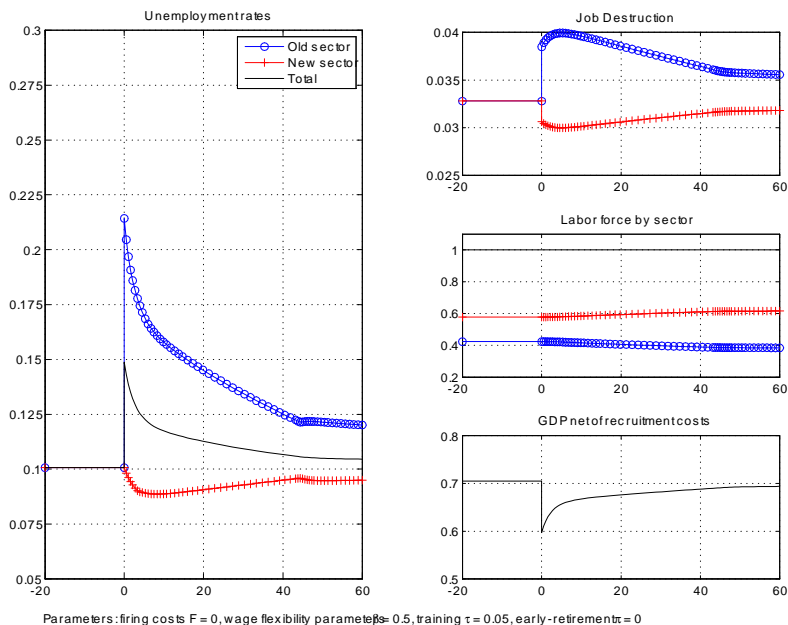 Unemployment rates
0.3
0.275
0.25
0.225
0.2
0.175
0.15
0.125
0.1
0.075
0.05
-20 0 20 40 60
Old sector
New sector
Total
Job Destruction
0.04
0.035
0.03
0.025
-20 0 20 40 60
Labor force by sector
1
0.8
0.6
0.4
0.2
-20 0 20 40 60
GDP net of recruitment costs
0.8
0.7
0.6
0.5
-20 0 20 40 60
Parameters: firing costs F = 0, wage flexibility parameter β = 0.5, training τ = 0.05, early-retirement π = 0